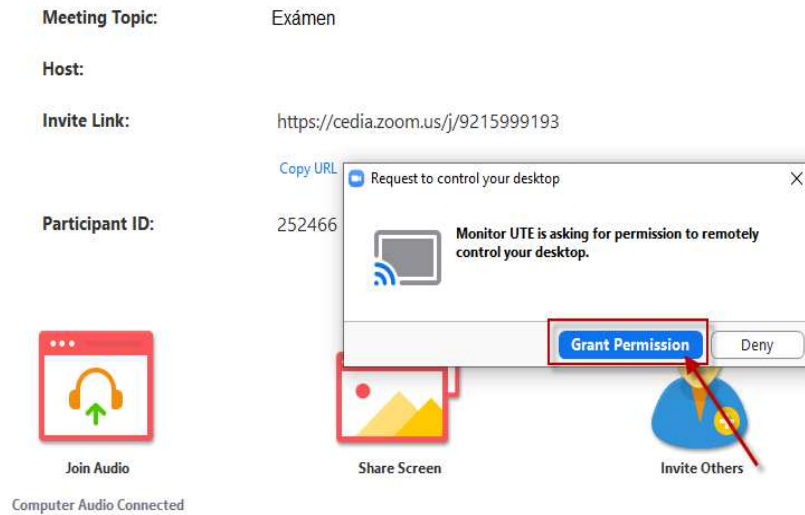 Meeting Topic: Exámen
Host:
Invite Link: https://cedia.zoom.us/j/9215999193
Copy URL
Request to control your desktop
Participant ID: 252466
Monitor UTE is asking for permission to remotely
control your desktop.
Grant Permission Deny
Join Audio Share Screen Invite Others
Computer Audio Connected